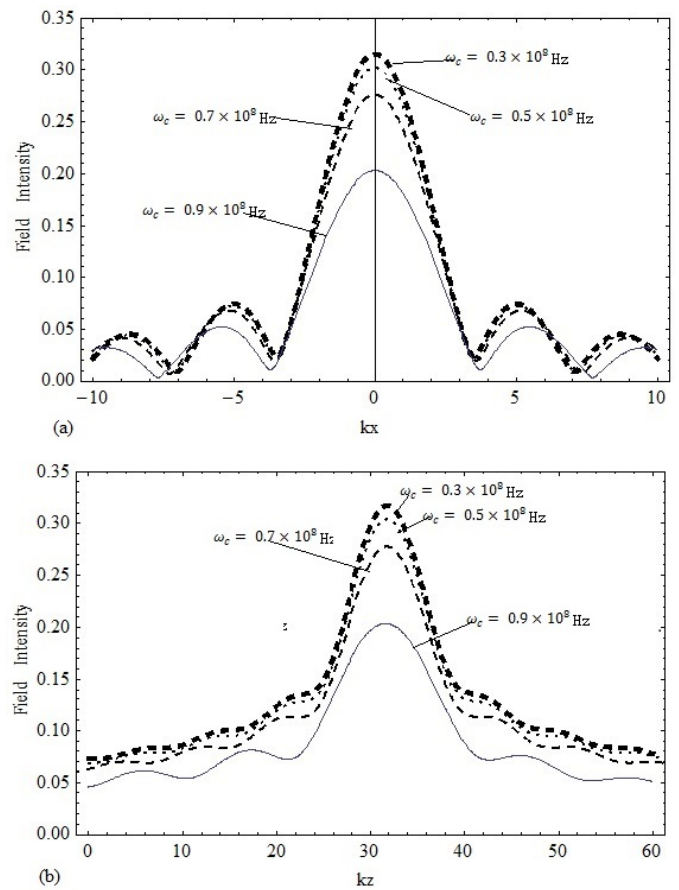 0.35
ω𝑐 = 0.3 × 10⁸ Hz
0.30
ω𝑐 = 0.7 × 10⁸ Hz
ω𝑐 = 0.5 × 10⁸ Hz
0.25
Field Intensity
0.20
ω𝑐 = 0.9 × 10⁸ Hz
0.15
0.10
0.05
0.00
−10 −5 0 5 10
(a) kx
0.35
ω𝑐 = 0.3 × 10⁸ Hz
0.30
ω𝑐 = 0.5 × 10⁸ Hz
ω𝑐 = 0.7 × 10⁸ Hz
0.25
Field Intensity
z
0.20
ω𝑐 = 0.9 × 10⁸ Hz
0.15
0.10
0.05
0.00
0 10 20 30 40 50 60
(b) kz